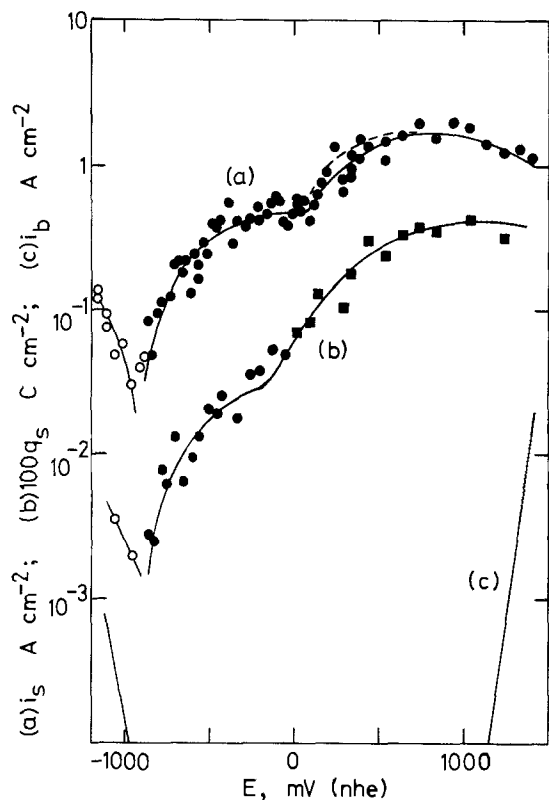 10
1
10⁻¹
10⁻²
10⁻³
(a)i_s A cm⁻²; (b)100q_s C cm⁻²; (c)i_b A cm⁻²
(a)
(b)
(c)
-1000 0 1000
E, mV (nhe)